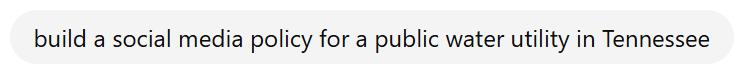 build a social media policy for a public water utility in Tennessee